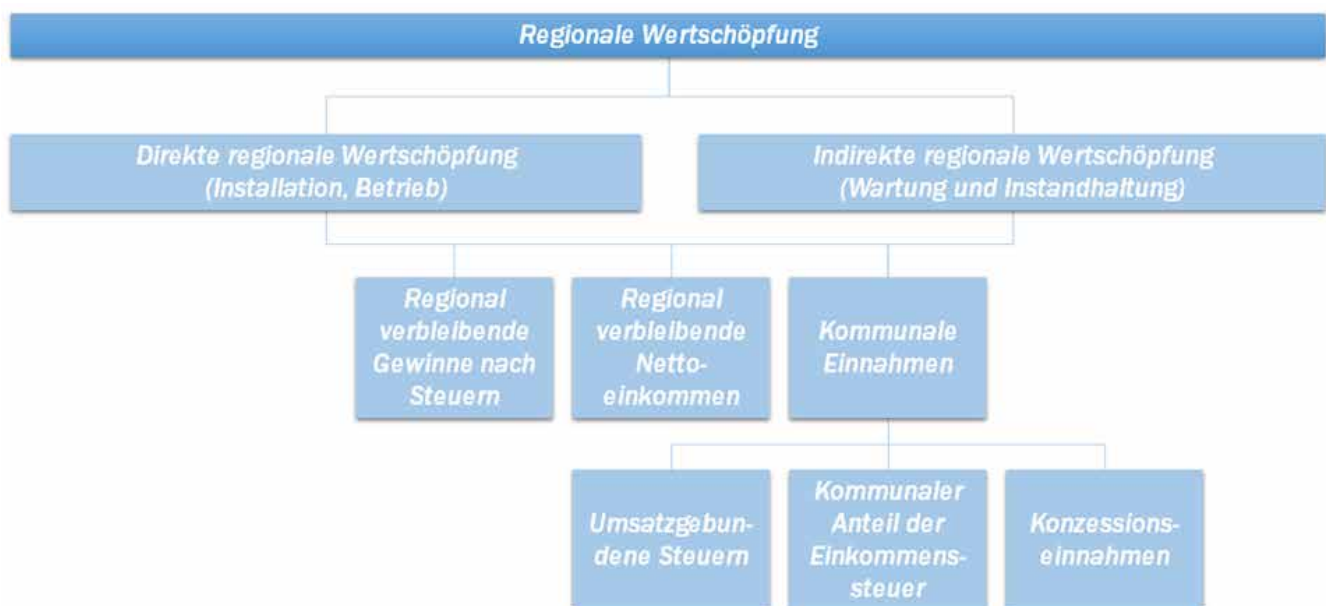 Regionale Wertschöpfung
Direkte regionale Wertschöpfung
(Installation, Betrieb)
Indirekte regionale Wertschöpfung
(Wartung und Instandhaltung)
Regional
verbleibende
Gewinne nach
Steuern
Regional
verbleibende
Netto-
einkommen
Kommunale
Einnahmen
Umsatzgebun-
dene Steuern
Kommunaler
Anteil der
Einkommens-
steuer
Konzessions-
einnahmen